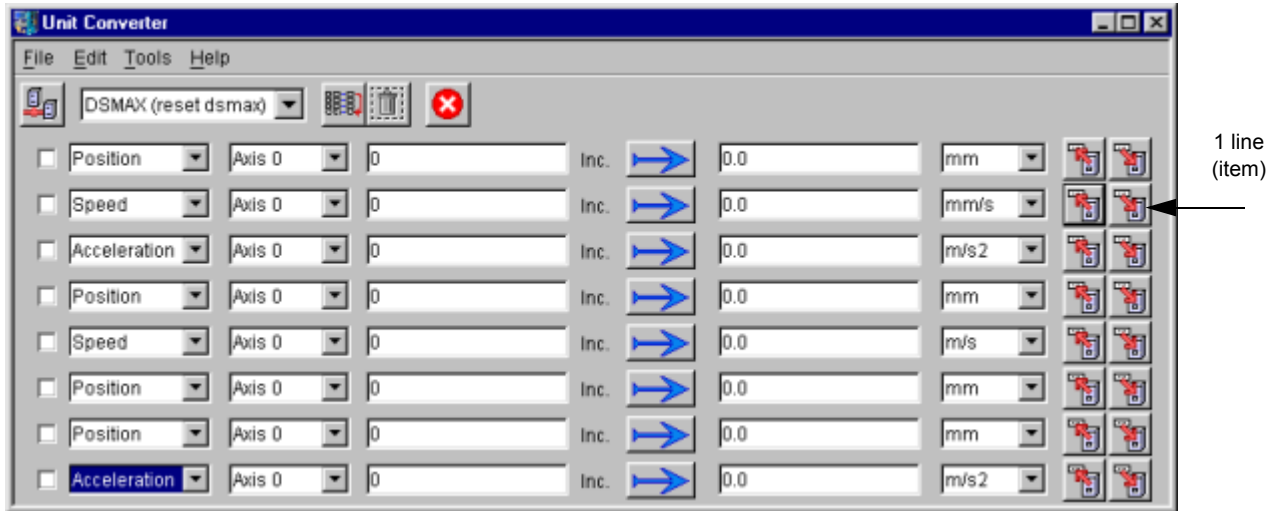 Unit Converter
File Edit Tools Help
DSMAX (reset dsmax)
Position Axis 0 0 Inc. 0.0 mm
1 line
(item)
Speed Axis 0 0 Inc. 0.0 mm/s
Acceleration Axis 0 0 Inc. 0.0 m/s2
Position Axis 0 0 Inc. 0.0 mm
Speed Axis 0 0 Inc. 0.0 m/s
Position Axis 0 0 Inc. 0.0 mm
Position Axis 0 0 Inc. 0.0 mm
Acceleration Axis 0 0 Inc. 0.0 m/s2